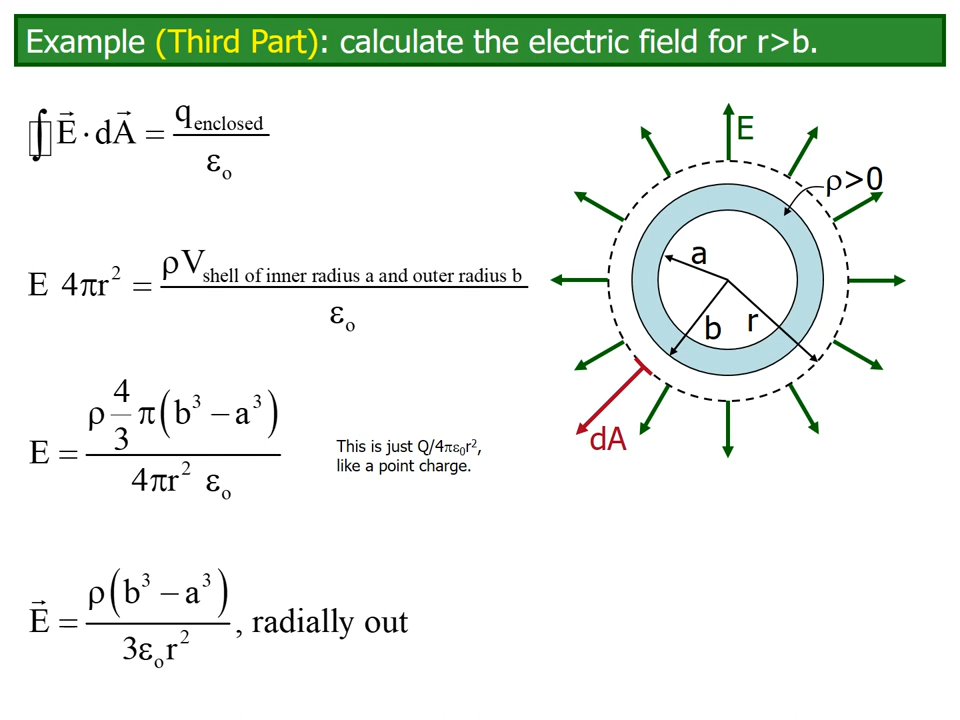 Example (Third Part): calculate the electric field for r>b.
∮ E⃗ · dA⃗ = q_enclosed / ε_o
E 4πr² = ρV_shell of inner radius a and outer radius b / ε_o
E = ρ 4/3 π(b³ − a³) / 4πr² ε_o
This is just Q/4πε₀r²,
like a point charge.
E⃗ = ρ(b³ − a³) / 3ε_o r² , radially out
E
ρ>0
a
b
r
dA